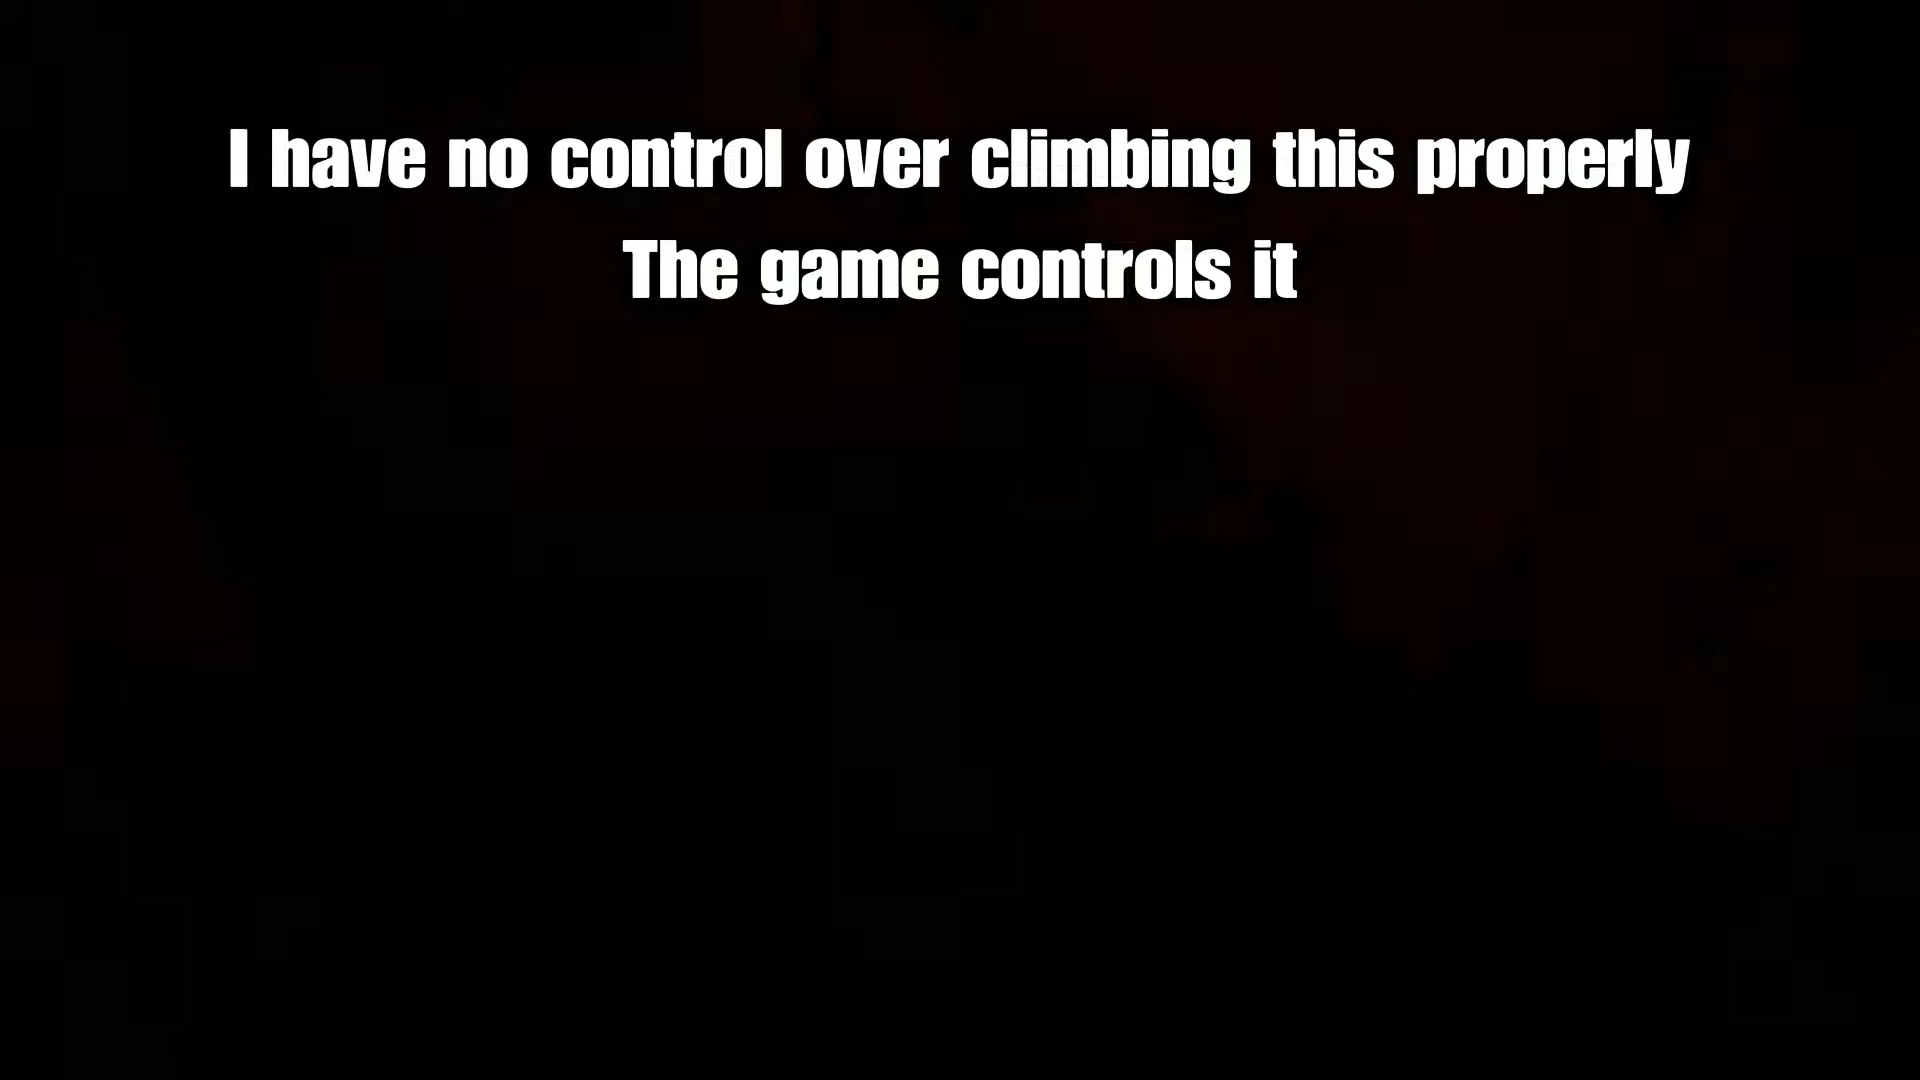 I have no control over climbing this properly
The game controls it